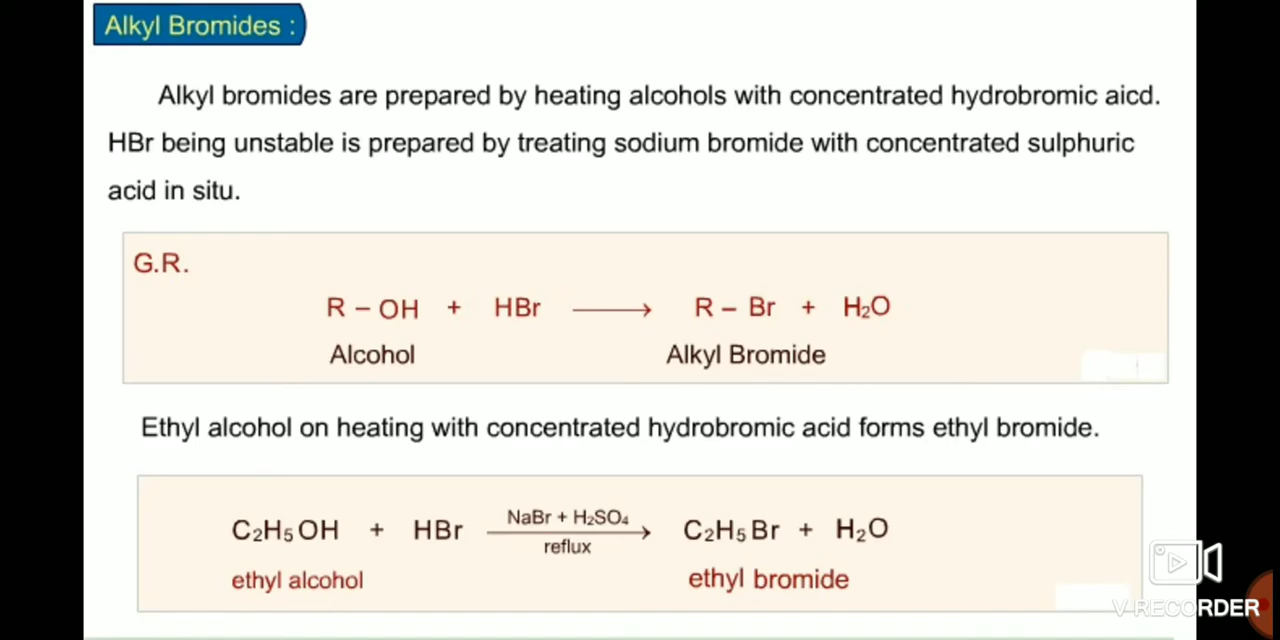 Alkyl Bromides :
Alkyl bromides are prepared by heating alcohols with concentrated hydrobromic aicd.
HBr being unstable is prepared by treating sodium bromide with concentrated sulphuric
acid in situ.
G.R.
R – OH + HBr ⟶ R – Br + H₂O
Alcohol Alkyl Bromide
Ethyl alcohol on heating with concentrated hydrobromic acid forms ethyl bromide.
NaBr + H₂SO₄
C₂H₅OH + HBr ⟶ C₂H₅Br + H₂O
reflux
ethyl alcohol ethyl bromide
V RECORDER